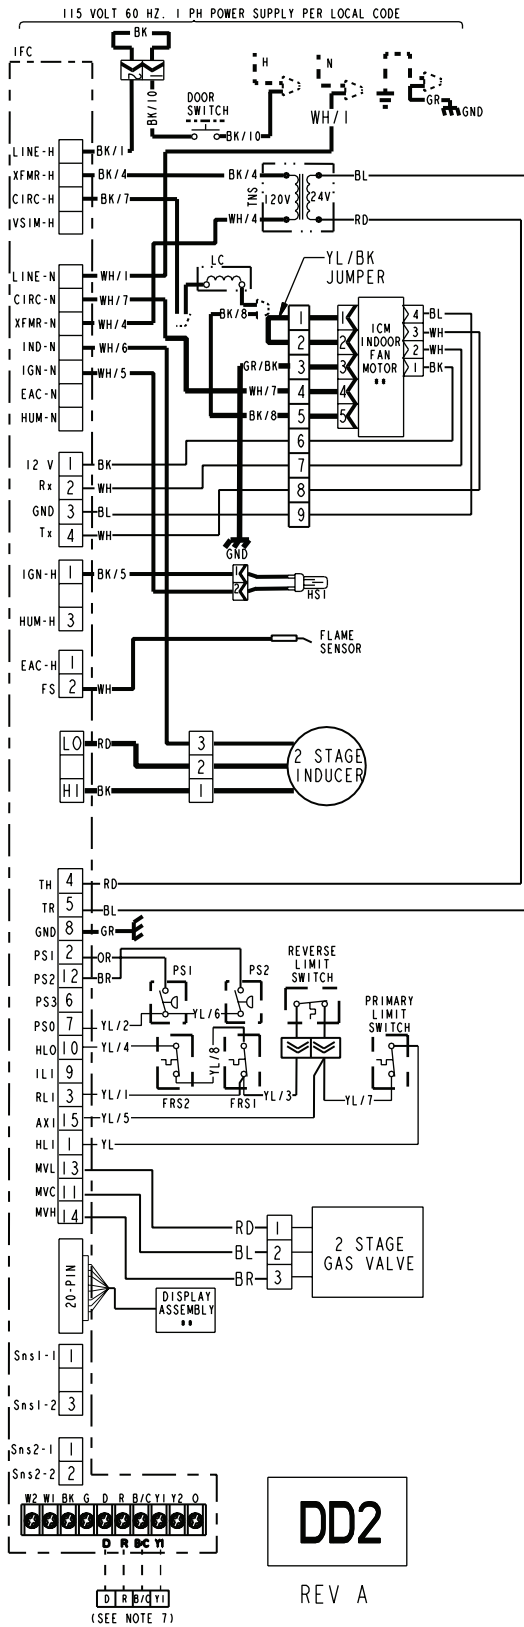 115 VOLT 60 HZ. 1 PH POWER SUPPLY PER LOCAL CODE
BK
IFC
H
N
2 1
DOOR
SWITCH
BK/10
WH/1
GR
GND
BK/10
LINE-H BK/1
XFMR-H BK/4 BK/4 BL
CIRC-H BK/7 TNS 120V 24V
VSIM-H WH/4 RD
LC
YL/BK
JUMPER
LINE-N WH/1
CIRC-N WH/7
XFMR-N WH/4
IND-N WH/6
IGN-N WH/5
EAC-N
HUM-N
BK/8
GR/BK
WH/7
BK/8
1 1
2 2
3 3
4 4
5 5
6
7
8
9
ICM
INDOOR
FAN
MOTOR
**
4 BL
3 WH
2 WH
1 BK
12 V 1 BK
Rx 2 WH
GND 3 BL
Tx 4 WH
GND
IGN-H 1 BK/5 1
2
HSI
HUM-H 3
FLAME
SENSOR
EAC-H 1
FS 2 WH
LO RD 3
2
HI BK 1
2 STAGE
INDUCER
TH 4 RD
TR 5 BL
GND 8 GR
PS1 2 OR
PS2 12 BR
PS3 6
PS0 7 YL/2
HLO 10 YL/4
ILI 9
RLI 3 YL/1
AXI 15 YL/5
HLI 1 YL
MVL 13
MVC 11
MVH 14
PS1
PS2
YL/6
YL/8
FRS2
FRS1
YL/3
REVERSE
LIMIT
SWITCH
PRIMARY
LIMIT
SWITCH
YL/7
RD 1
BL 2
BR 3
2 STAGE
GAS VALVE
20-PIN
DISPLAY
ASSEMBLY
**
Sns1-1 1
Sns1-2 3
Sns2-1 1
Sns2-2 2
W2 W1 BK G D R B/C Y1 Y2 O
D R BC Y1
D R B/C Y1
(SEE NOTE 7)
DD2
REV A